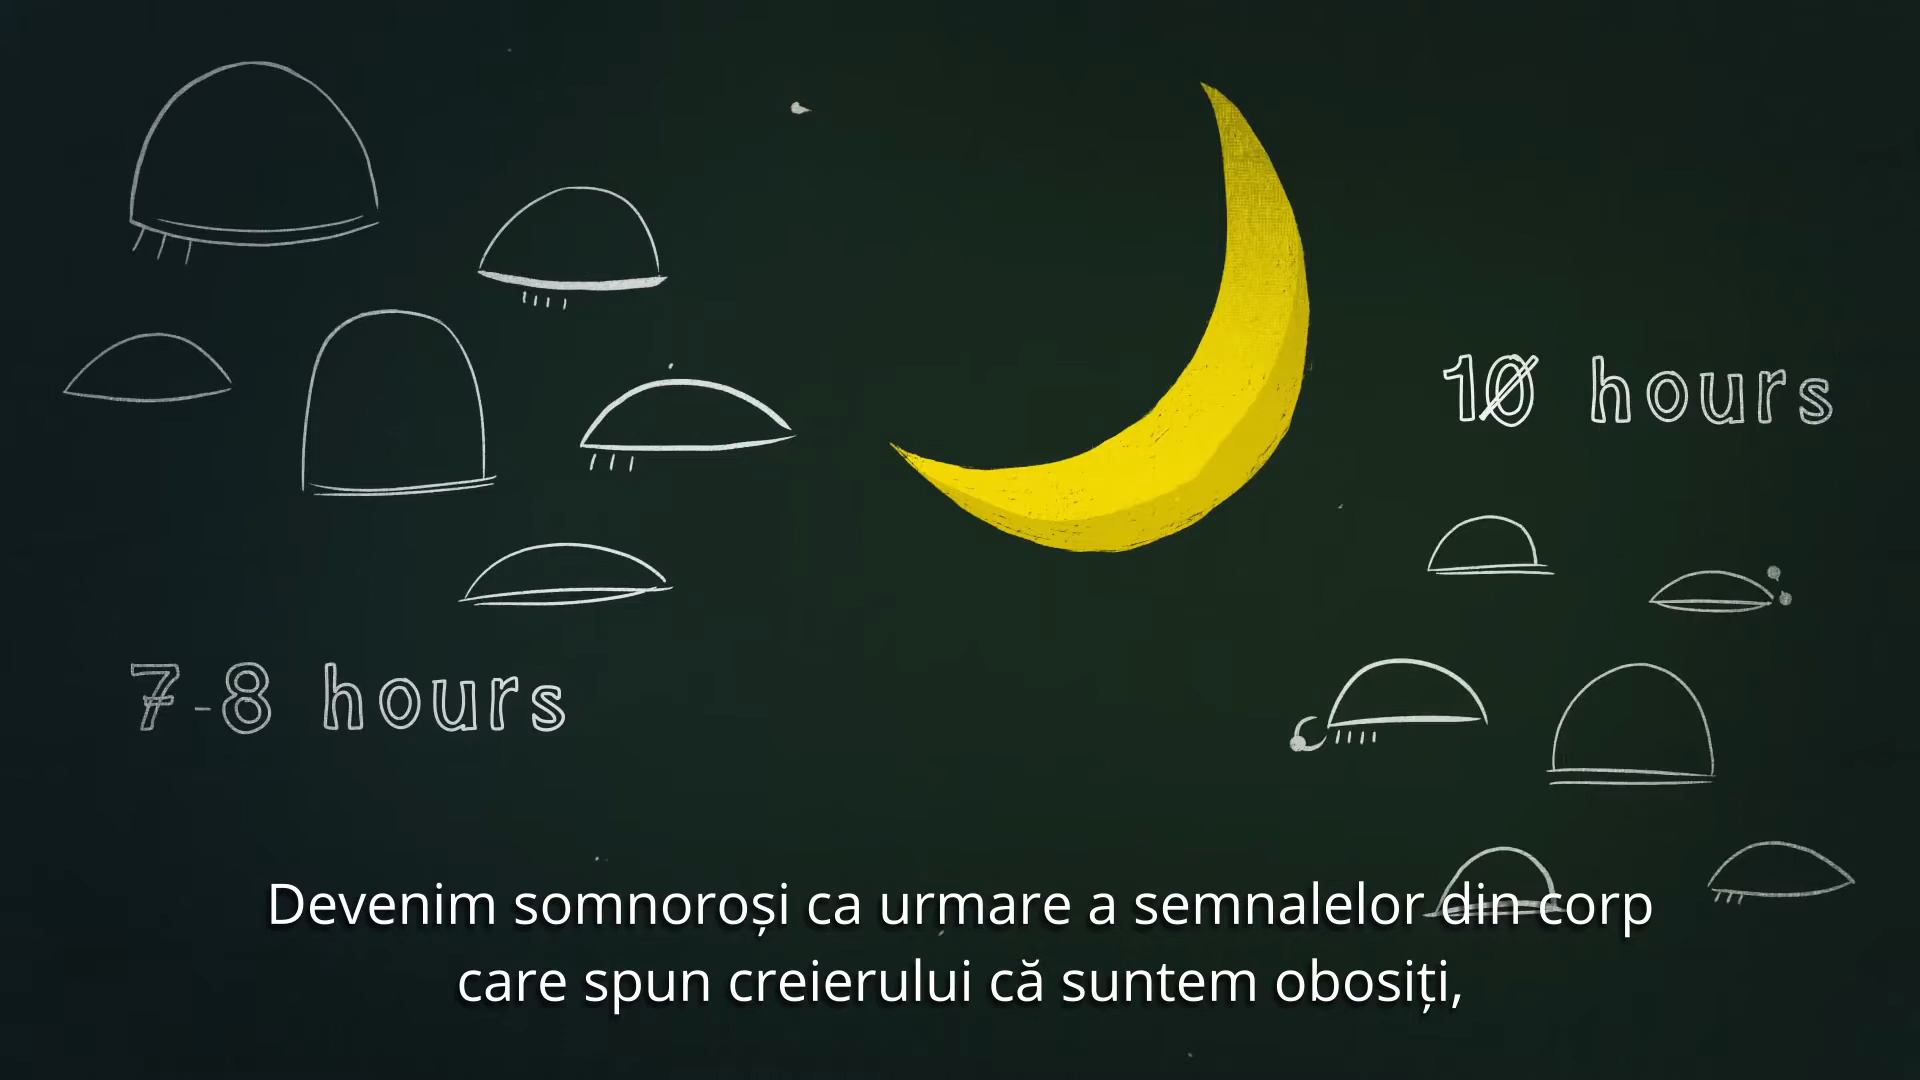 10 hours
7-8 hours
Devenim somnoroși ca urmare a semnalelor din corp
care spun creierului că suntem obosiți,